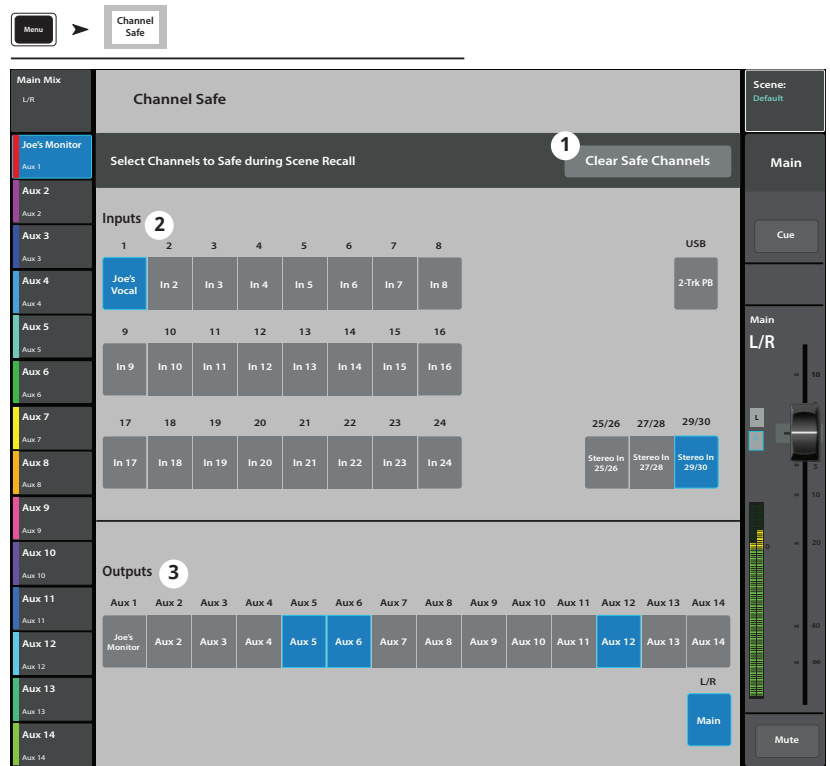 Menu
Channel
Safe
Main Mix
L/R
Joe's Monitor
Aux 1
Aux 2
Aux 2
Aux 3
Aux 3
Aux 4
Aux 4
Aux 5
Aux 5
Aux 6
Aux 6
Aux 7
Aux 7
Aux 8
Aux 8
Aux 9
Aux 9
Aux 10
Aux 10
Aux 11
Aux 11
Aux 12
Aux 12
Aux 13
Aux 13
Aux 14
Aux 14
Channel Safe
Select Channels to Safe during Scene Recall
1
Clear Safe Channels
Inputs 2
1 2 3 4 5 6 7 8 USB
Joe's
Vocal
In 2 In 3 In 4 In 5 In 6 In 7 In 8 2-Trk PB
9 10 11 12 13 14 15 16
In 9 In 10 In 11 In 12 In 13 In 14 In 15 In 16
17 18 19 20 21 22 23 24 25/26 27/28 29/30
In 17 In 18 In 19 In 20 In 21 In 22 In 23 In 24
Stereo In
25/26
Stereo In
27/28
Stereo In
29/30
Outputs 3
Aux 1 Aux 2 Aux 3 Aux 4 Aux 5 Aux 6 Aux 7 Aux 8 Aux 9 Aux 10 Aux 11 Aux 12 Aux 13 Aux 14
Joe's
Monitor
Aux 2 Aux 3 Aux 4 Aux 5 Aux 6 Aux 7 Aux 8 Aux 9 Aux 10 Aux 11 Aux 12 Aux 13 Aux 14
L/R
Main
Scene:
Default
Main
Cue
Main
L/R
10
L
5
10
20
40
∞
0
Mute